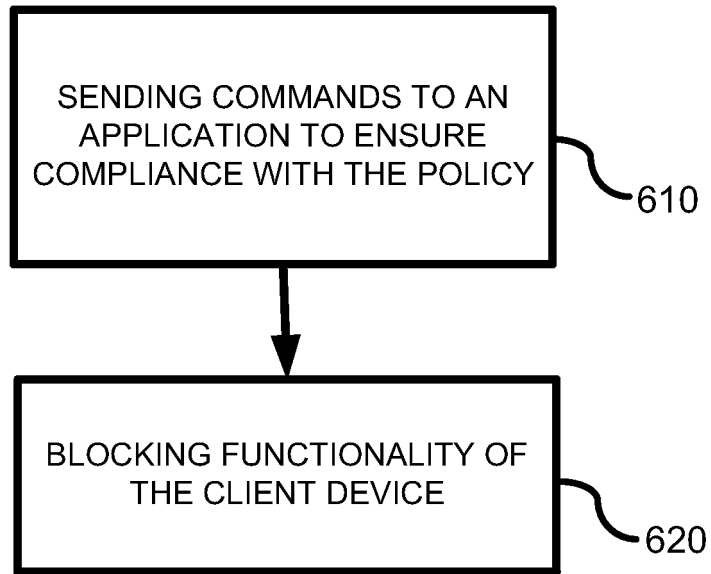 SENDING COMMANDS TO AN
APPLICATION TO ENSURE
COMPLIANCE WITH THE POLICY
610
BLOCKING FUNCTIONALITY OF
THE CLIENT DEVICE
620